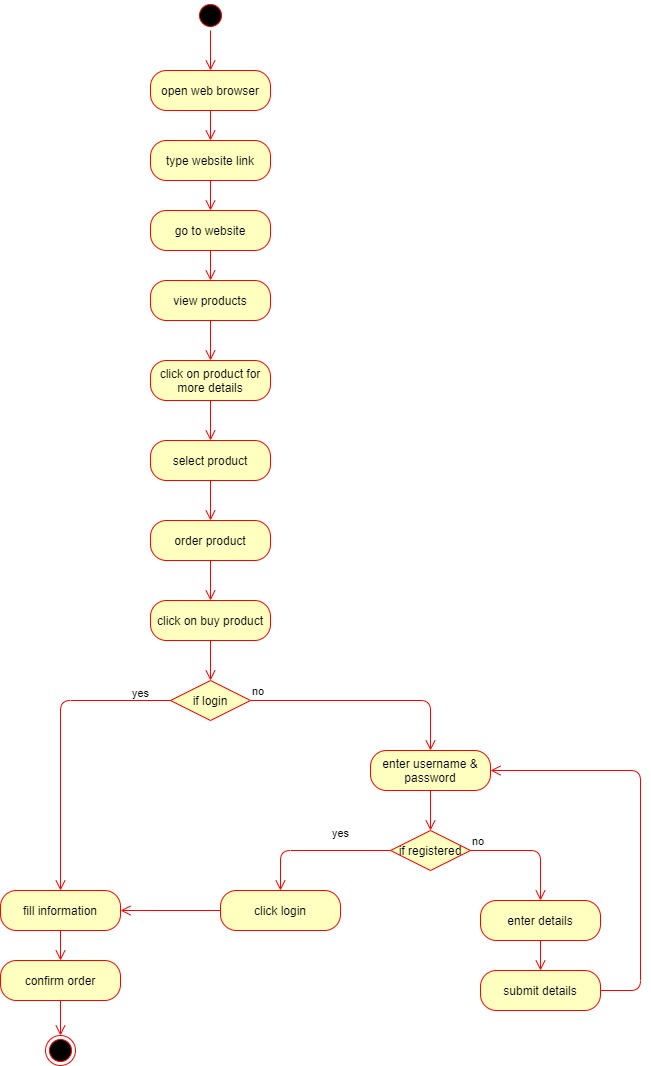 open web browser
type website link
go to website
view products
click on product for
more details
select product
order product
click on buy product
if login
yes
no
enter username &
password
if registered
yes
no
fill information
click login
enter details
confirm order
submit details